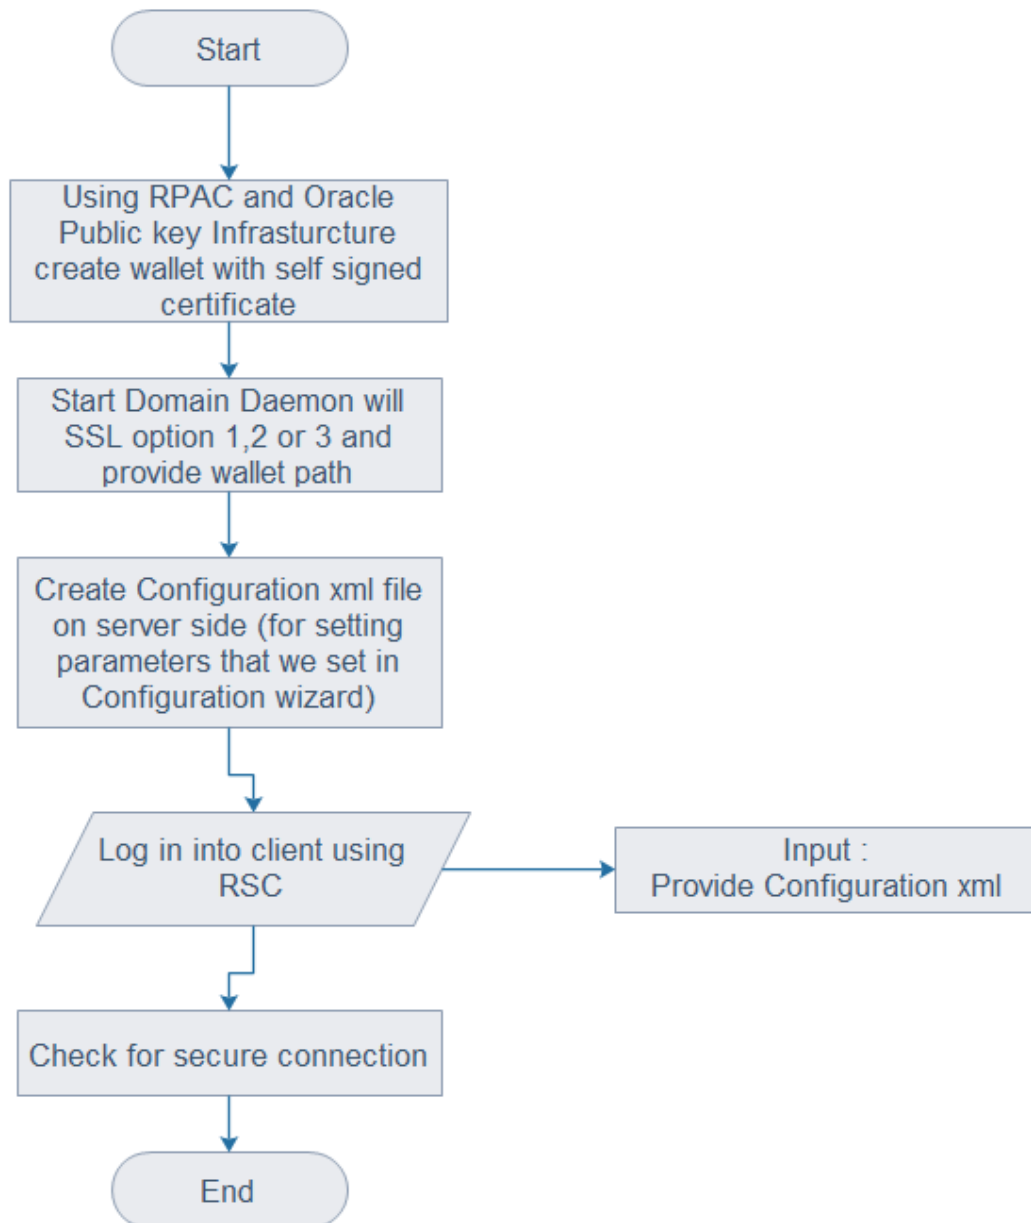 Start
Using RPAC and Oracle
Public key Infrasturcture
create wallet with self signed
certificate
Start Domain Daemon will
SSL option 1,2 or 3 and
provide wallet path
Create Configuration xml file
on server side (for setting
parameters that we set in
Configuration wizard)
Log in into client using
RSC
Input :
Provide Configuration xml
Check for secure connection
End